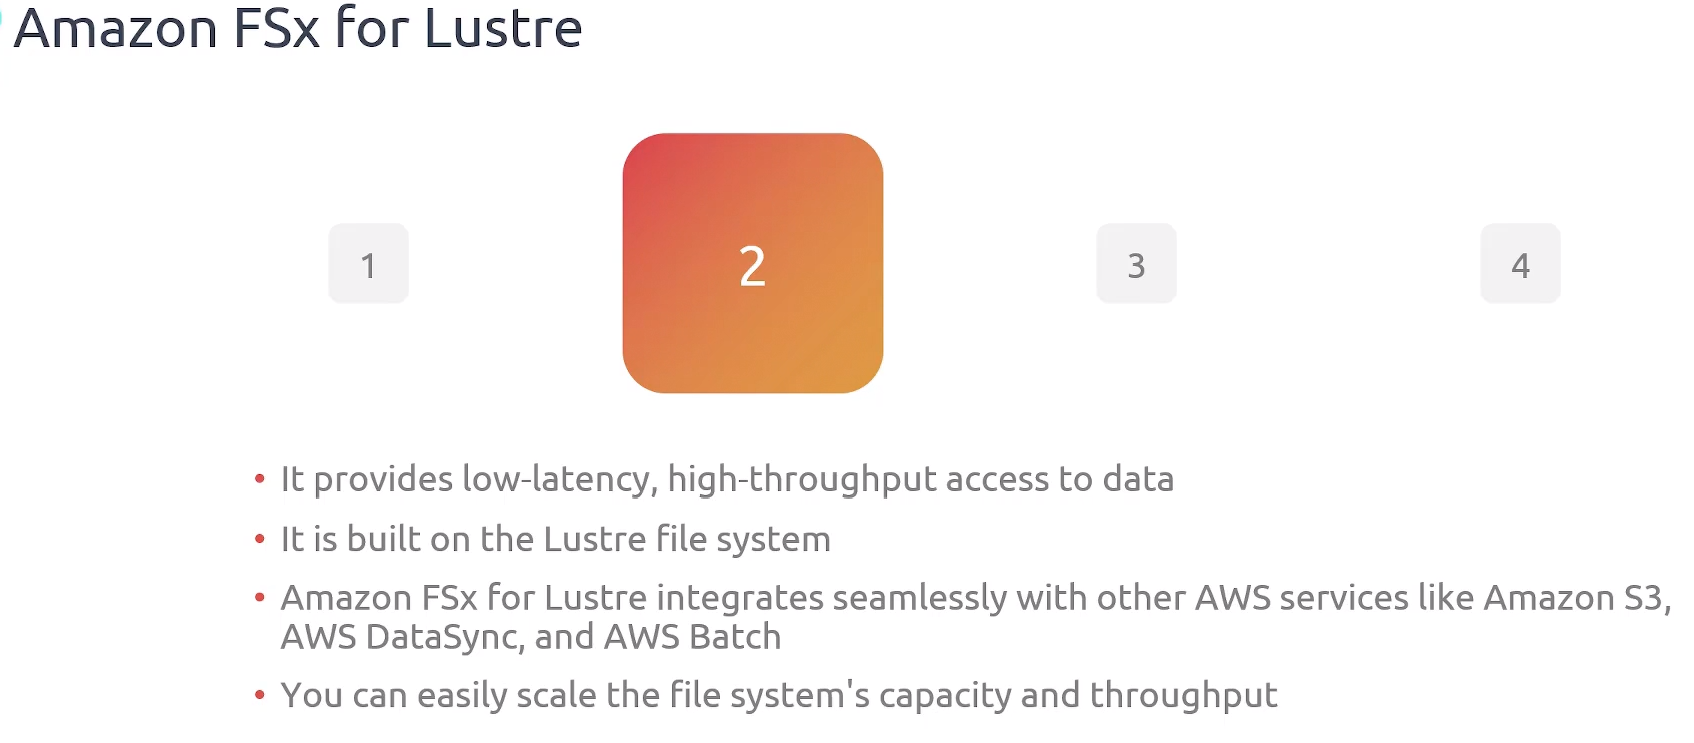 Amazon FSx for Lustre
1
2
3
4
• It provides low-latency, high-throughput access to data
• It is built on the Lustre file system
• Amazon FSx for Lustre integrates seamlessly with other AWS services like Amazon S3,
AWS DataSync, and AWS Batch
• You can easily scale the file system's capacity and throughput